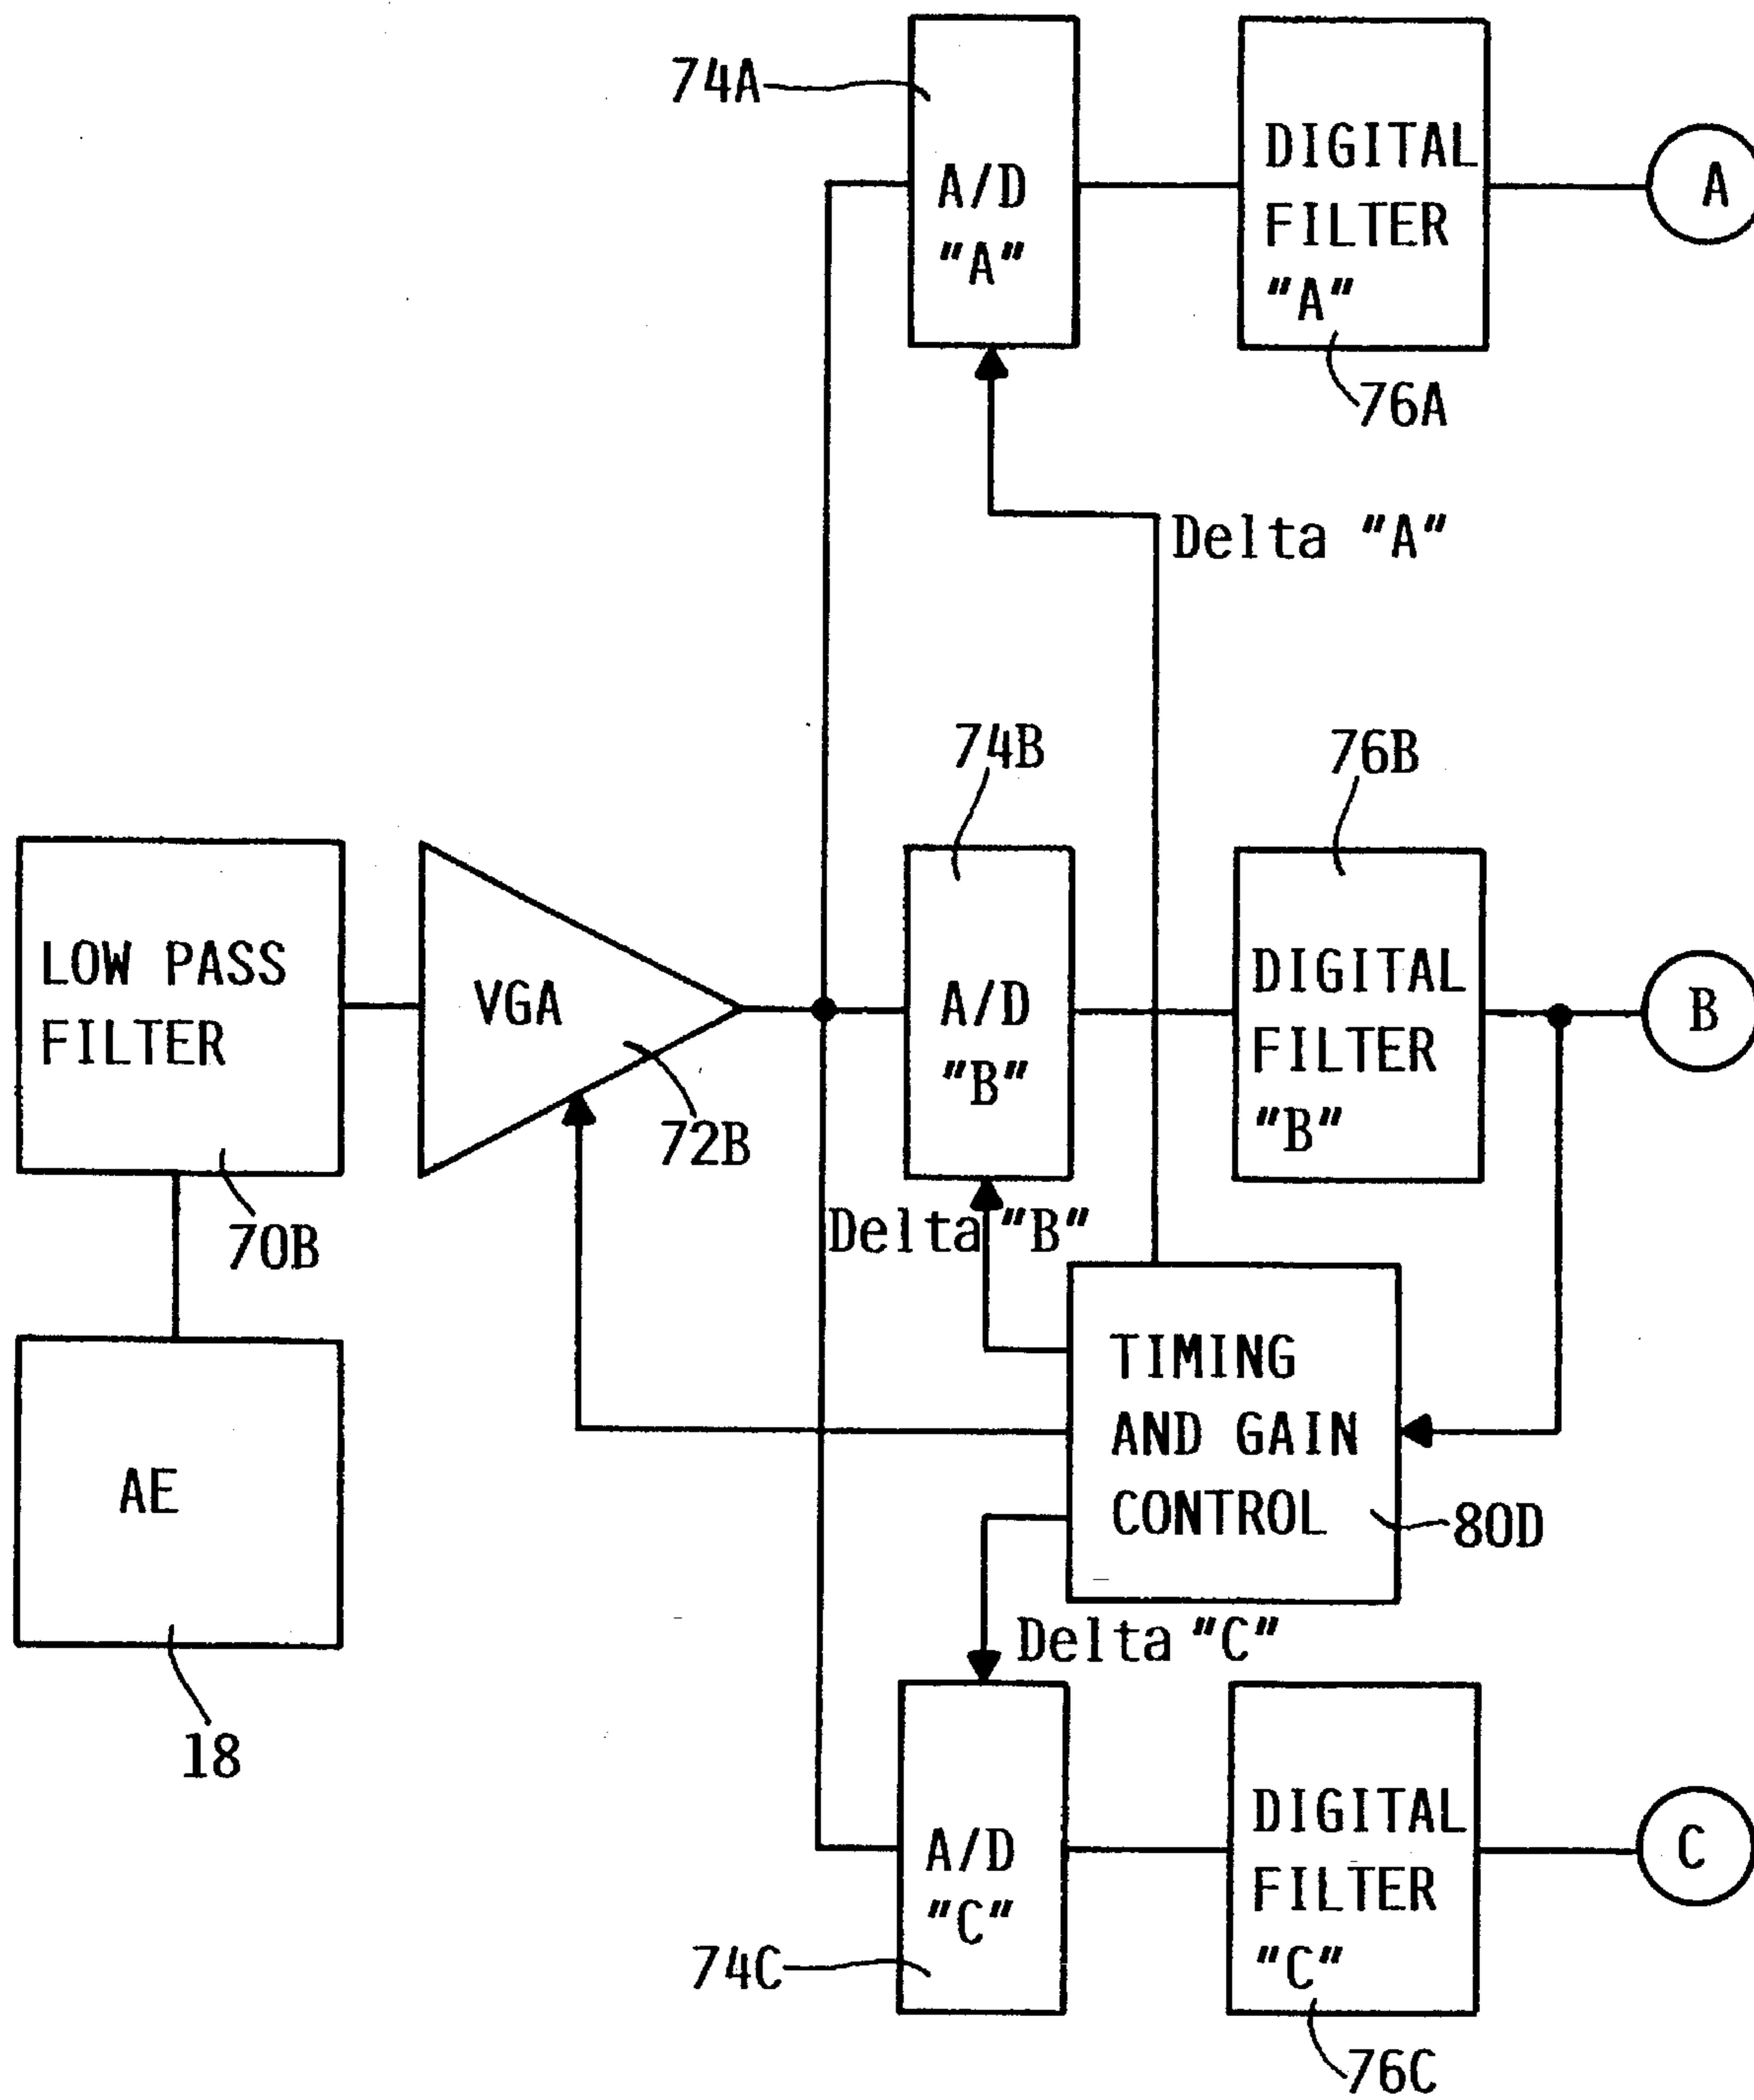 74A
A/D
"A"
DIGITAL
FILTER
"A"
A
76A
Delta "A"
74B
76B
LOW PASS
FILTER
VGA
A/D
"B"
DIGITAL
FILTER
"B"
B
72B
70B
Delta "B"
TIMING
AND GAIN
CONTROL
80D
AE
18
Delta "C"
A/D
"C"
DIGITAL
FILTER
"C"
C
74C
76C